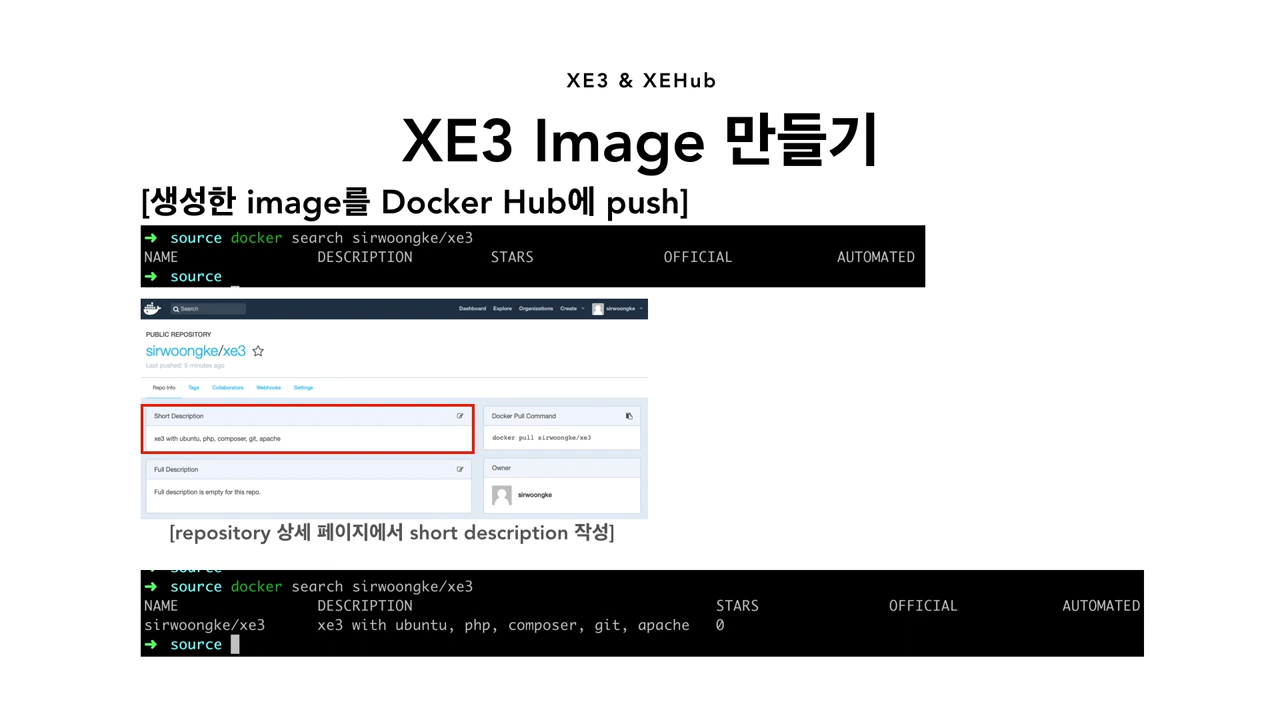 XE3 & XEHub
XE3 Image 만들기
[생성한 image를 Docker Hub에 push]
➜ source docker search sirwoongke/xe3
NAME DESCRIPTION STARS OFFICIAL AUTOMATED
➜ source _
Search Dashboard Explore Organizations Create sirwoongke
PUBLIC REPOSITORY
sirwoongke/xe3 ☆
Last pushed: 5 minutes ago
Repo Info Tags Collaborators Webhooks Settings
Short Description
xe3 with ubuntu, php, composer, git, apache
Docker Pull Command
docker pull sirwoongke/xe3
Full Description
Full description is empty for this repo.
Owner
sirwoongke
[repository 상세 페이지에서 short description 작성]
source
➜ source docker search sirwoongke/xe3
NAME DESCRIPTION STARS OFFICIAL AUTOMATED
sirwoongke/xe3 xe3 with ubuntu, php, composer, git, apache 0
➜ source